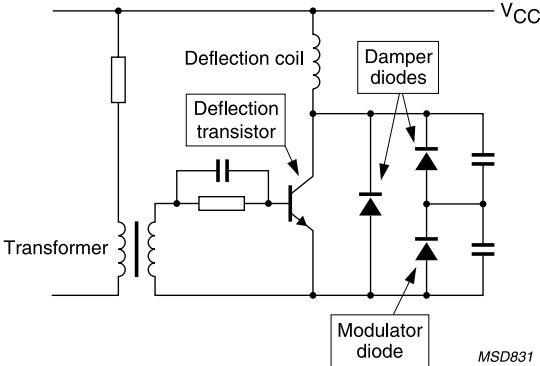 VCC
Deflection coil
Damper
diodes
Deflection
transistor
Transformer
Modulator
diode
MSD831